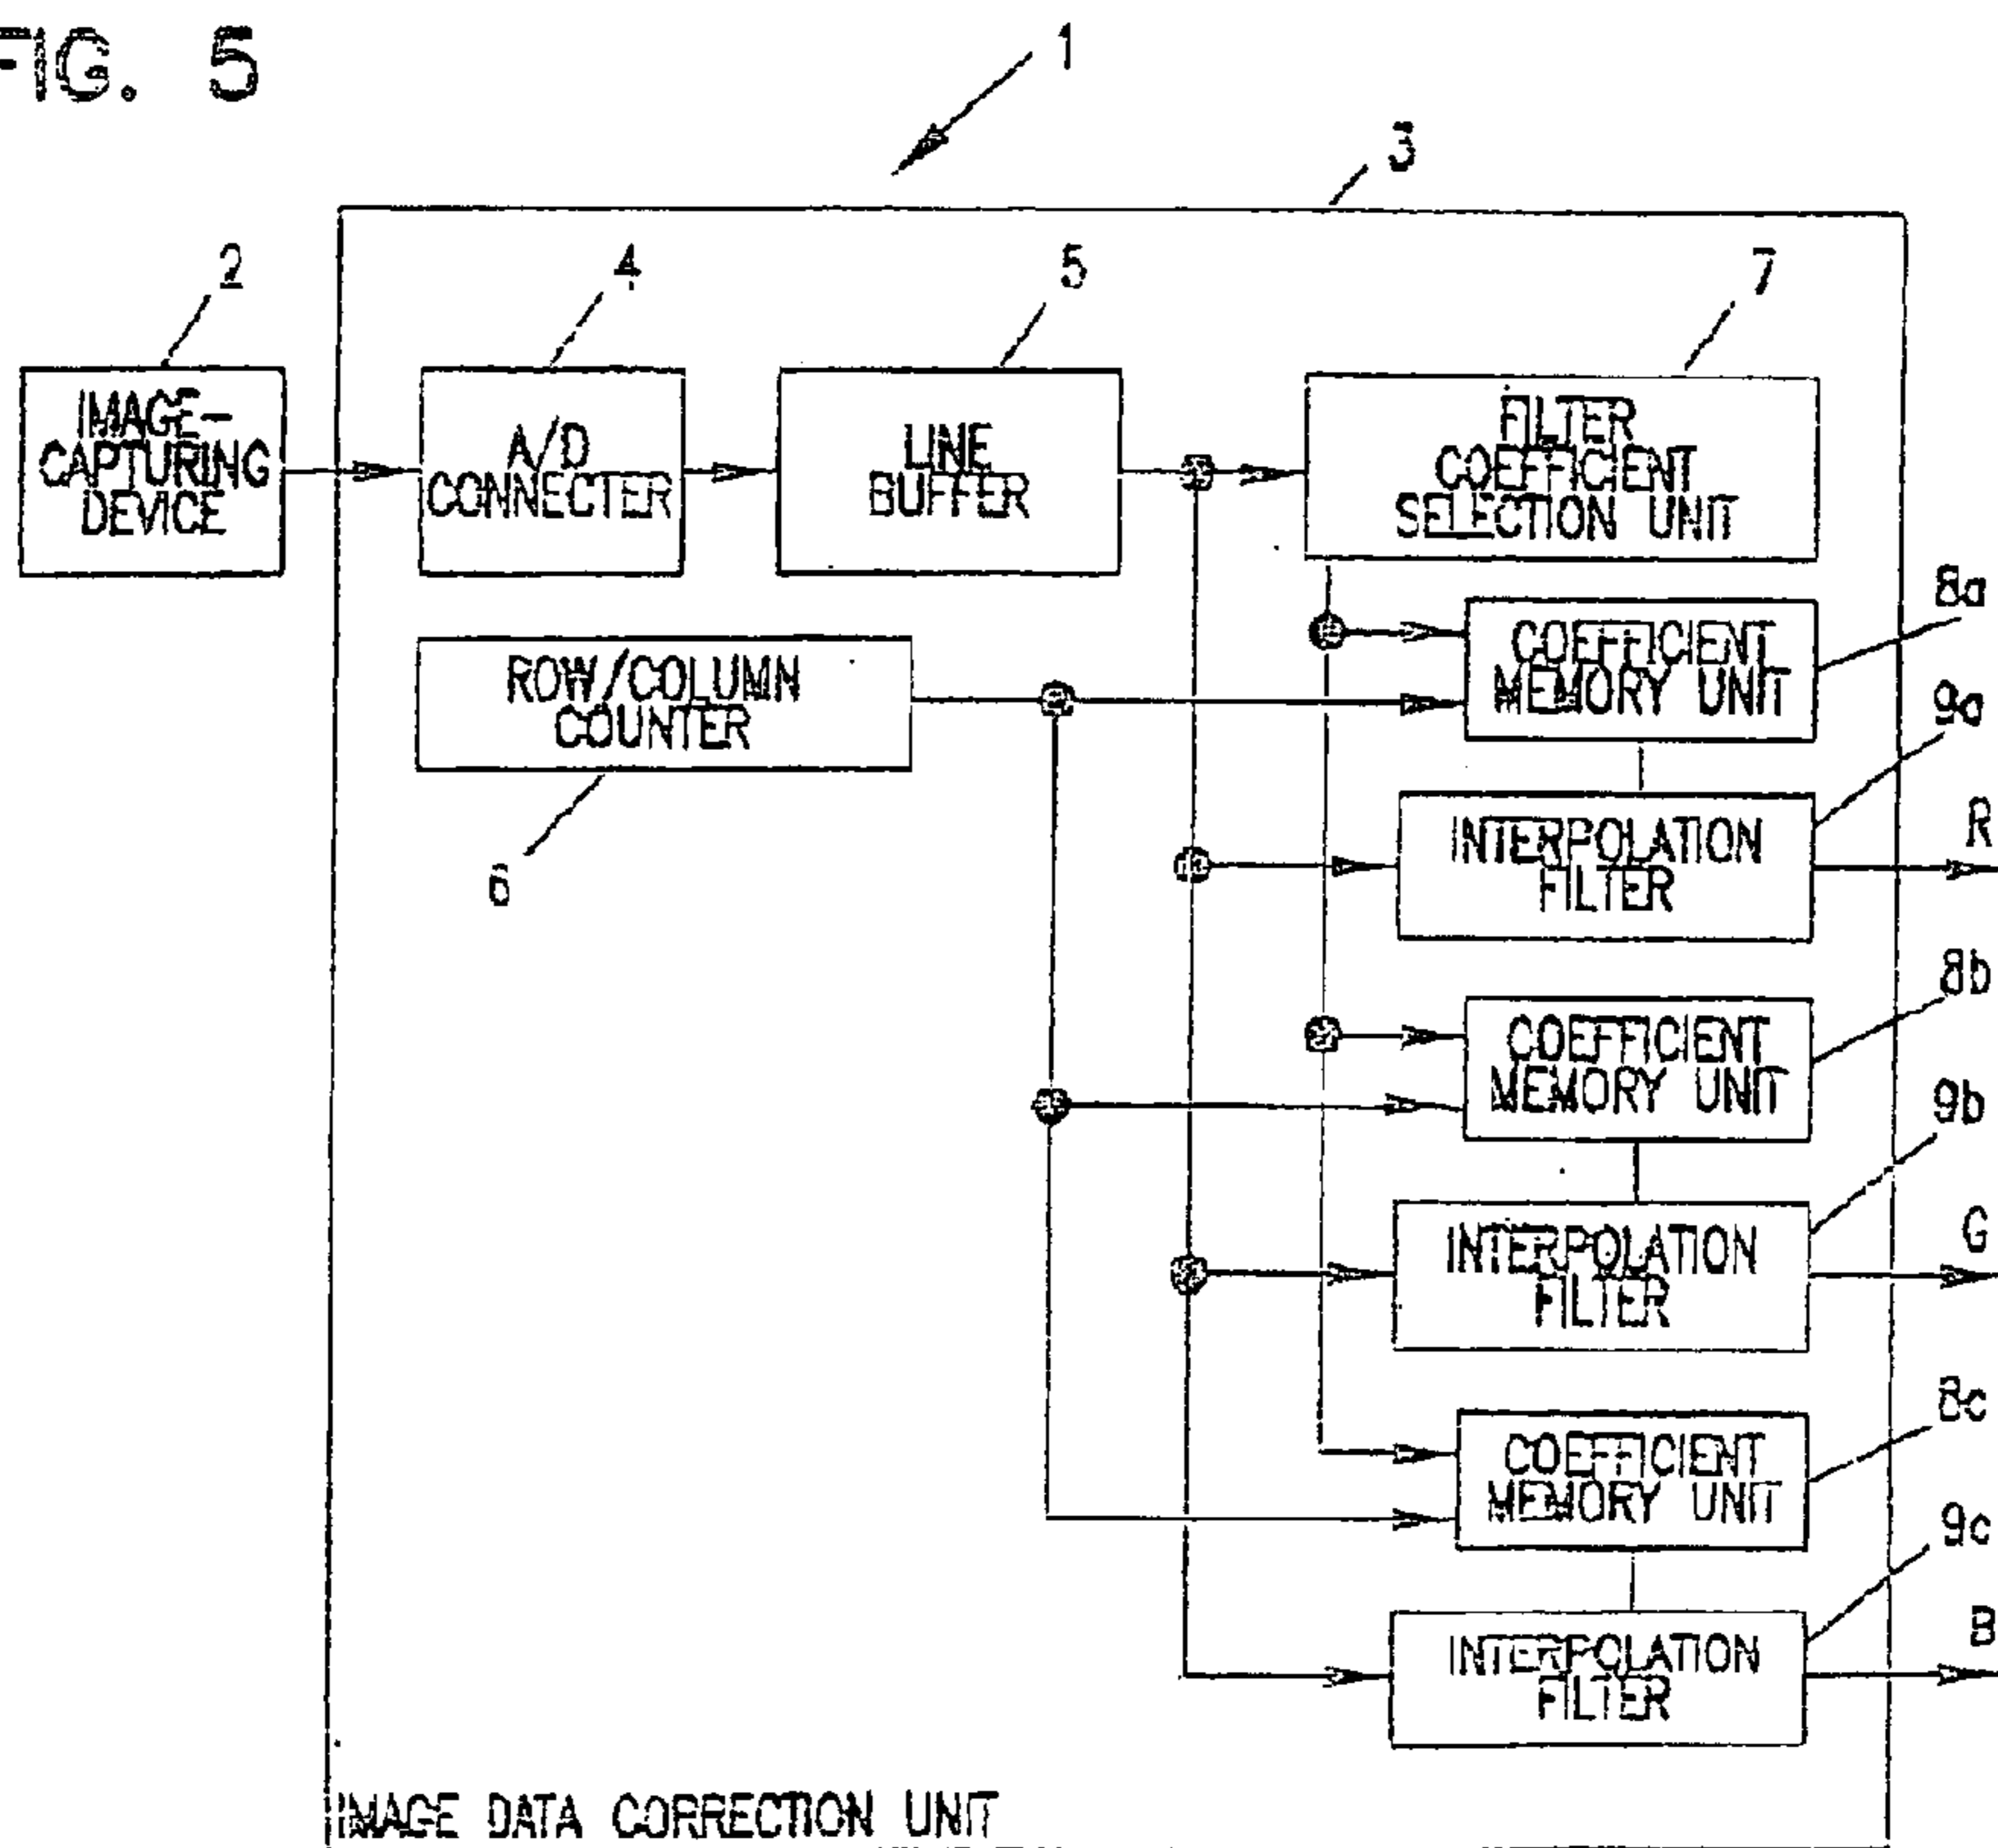 FIG. 5
1
3
2
4
5
7
IMAGE-
CAPTURING
DEVICE
A/D
CONNECTER
LINE
BUFFER
FILTER
COEFFICIENT
SELECTION UNIT
8a
COEFFICIENT
MEMORY UNIT
ROW/COLUMN
COUNTER
9a
6
INTERPOLATION
FILTER
R
8b
COEFFICIENT
MEMORY UNIT
9b
INTERPOLATION
FILTER
G
8c
COEFFICIENT
MEMORY UNIT
9c
INTERPOLATION
FILTER
B
IMAGE DATA CORRECTION UNIT